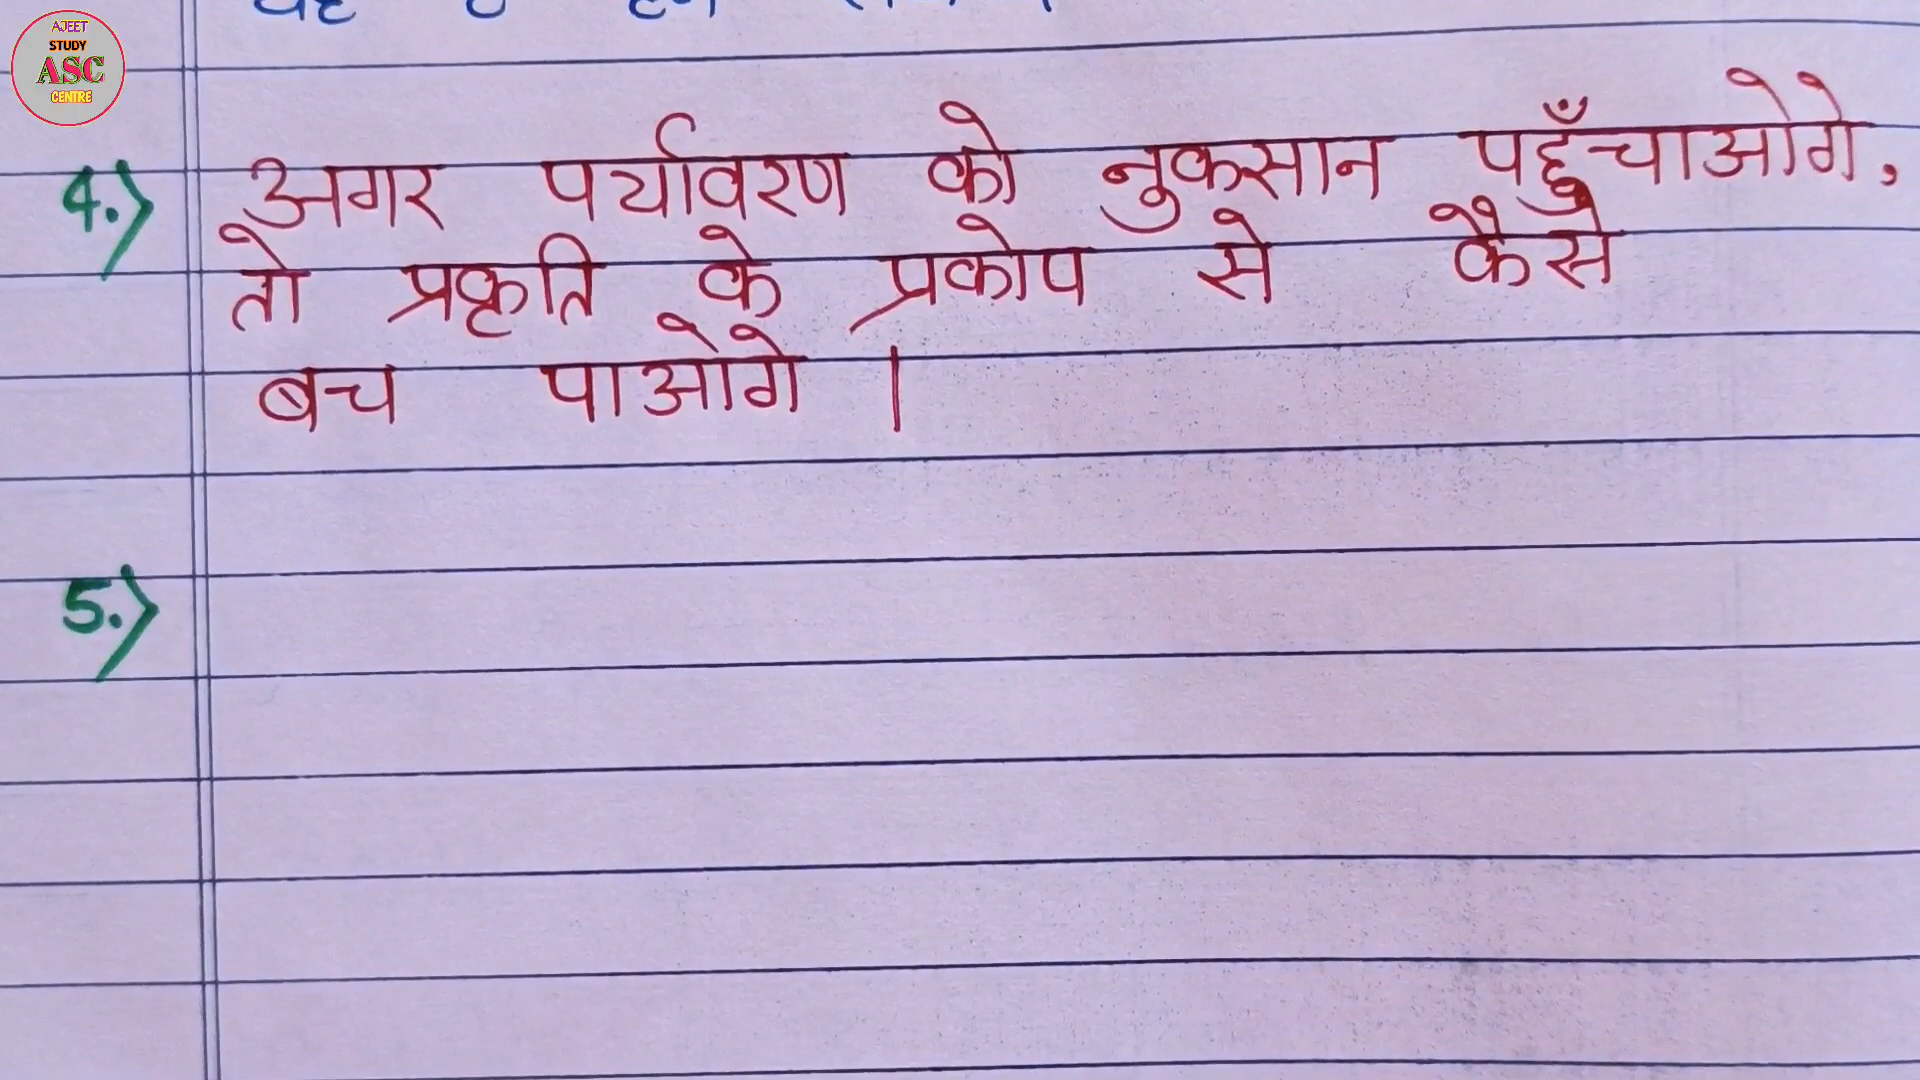 AJEET
STUDY
ASC
CENTRE
4.) अगर पर्यावरण को नुकसान पहुँचाओगे,
तो प्रकृति के प्रकोप से कैसे
बच पाओगे ।
5.)